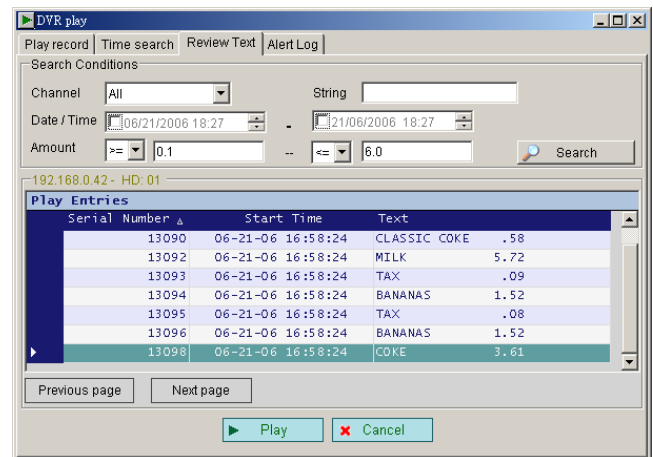 DVR play
Play record Time search Review Text Alert Log
Search Conditions
Channel All String
Date / Time 06/21/2006 18:27 - 21/06/2006 18:27
Amount >= 0.1 -- <= 6.0 Search
192.168.0.42 - HD: 01
Play Entries
Serial Number Start Time Text
13090 06-21-06 16:58:24 CLASSIC COKE .58
13092 06-21-06 16:58:24 MILK 5.72
13093 06-21-06 16:58:24 TAX .09
13094 06-21-06 16:58:24 BANANAS 1.52
13095 06-21-06 16:58:24 TAX .08
13096 06-21-06 16:58:24 BANANAS 1.52
13098 06-21-06 16:58:24 COKE 3.61
Previous page Next page
Play Cancel